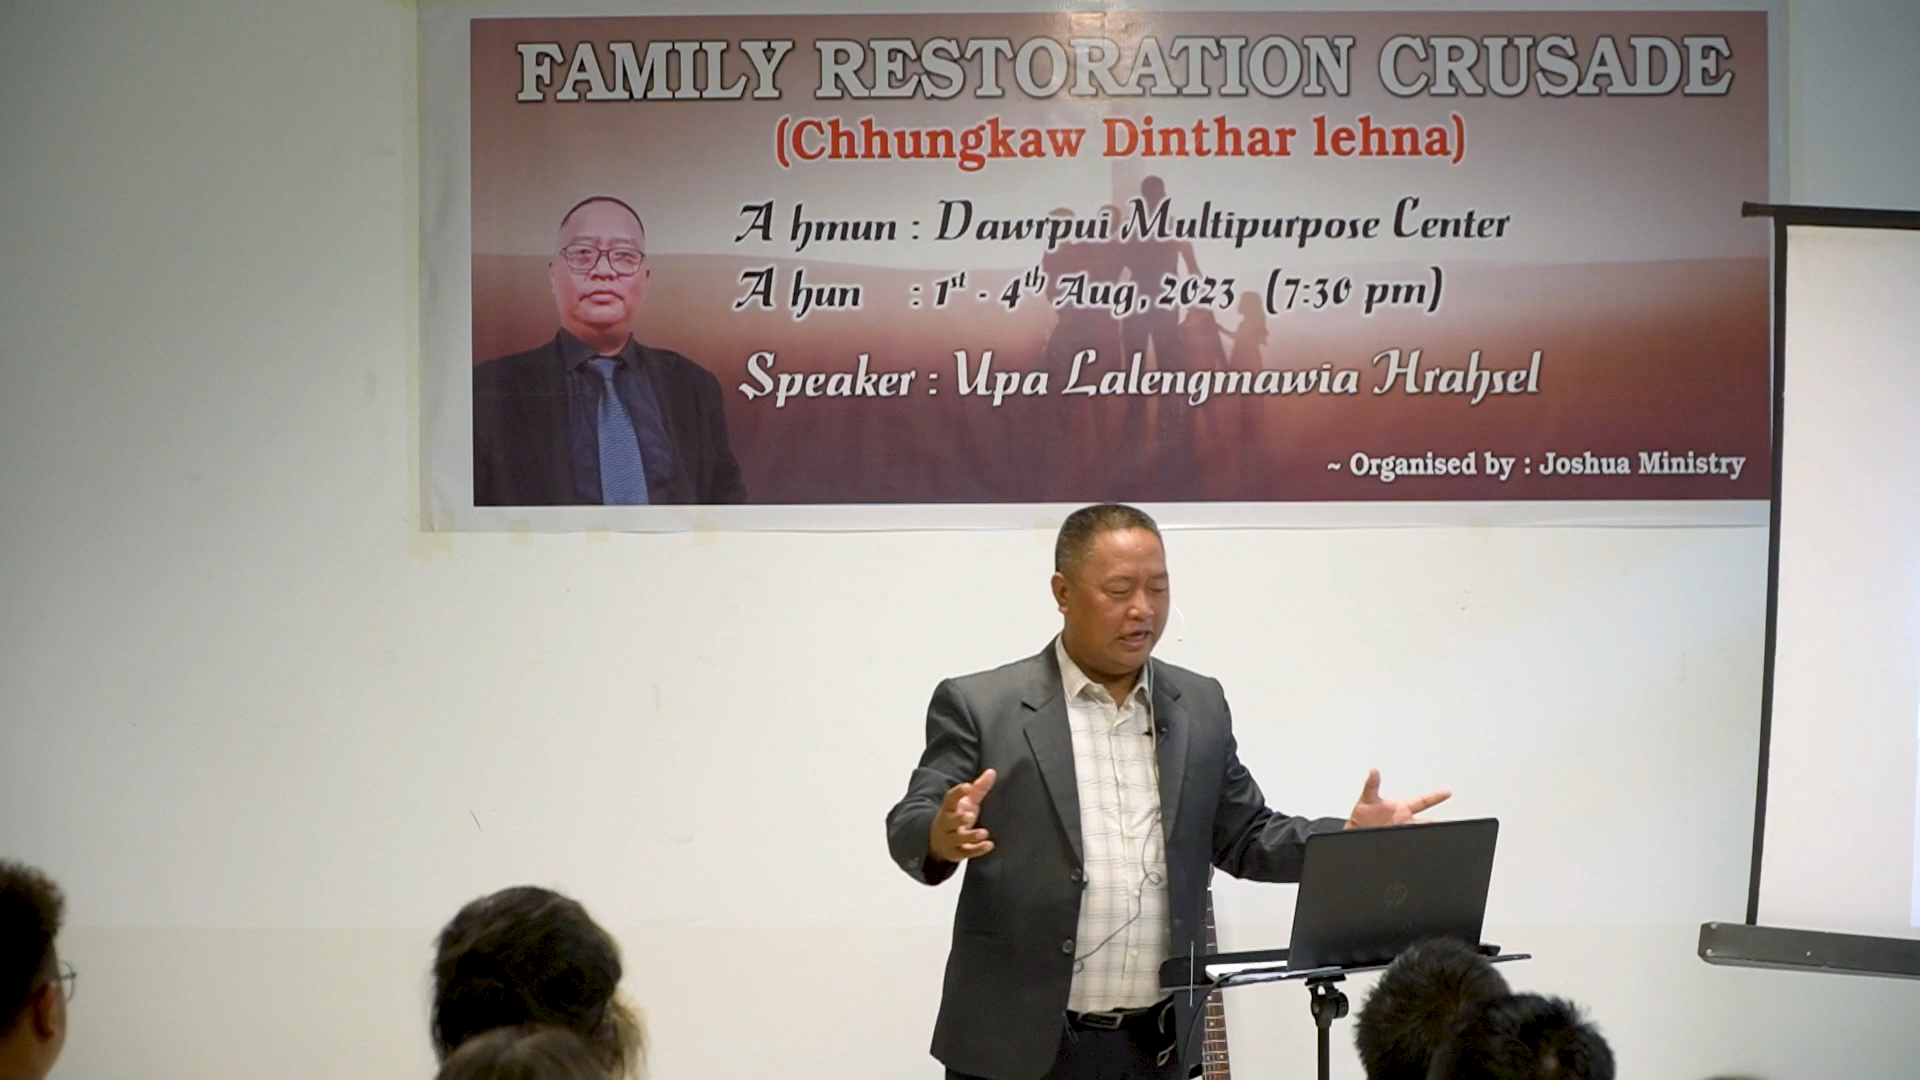 FAMILY RESTORATION CRUSADE
(Chhungkaw Dinthar lehna)
A hmun : Dawrpui Multipurpose Center
A hun : 1st - 4th Aug, 2023 (7:30 pm)
Speaker : Upa Lalengmawia Hrahsel
~ Organised by : Joshua Ministry
hp